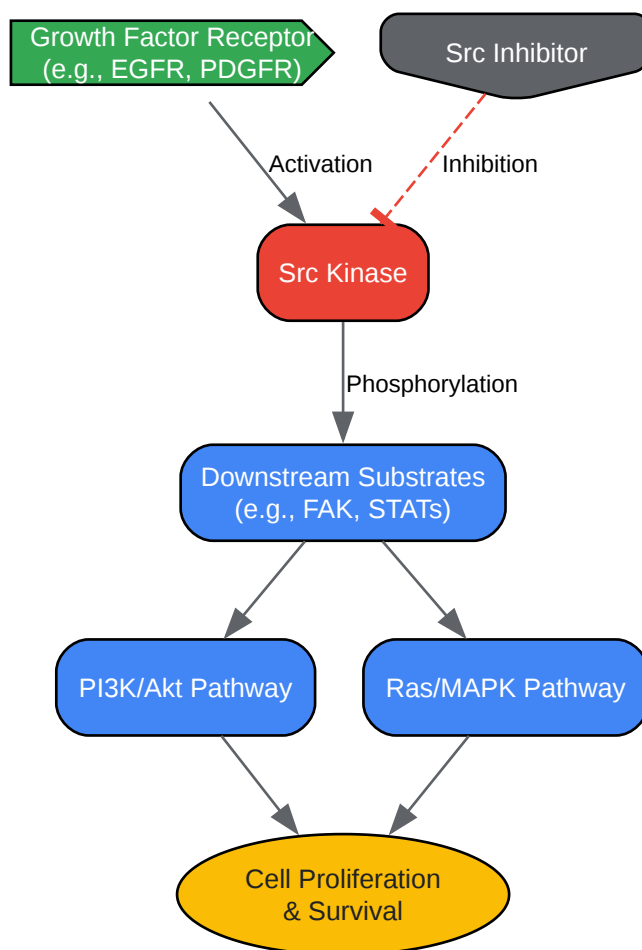 Growth Factor Receptor
(e.g., EGFR, PDGFR)
Src Inhibitor
Activation
Inhibition
Src Kinase
Phosphorylation
Downstream Substrates
(e.g., FAK, STATs)
PI3K/Akt Pathway
Ras/MAPK Pathway
Cell Proliferation
& Survival